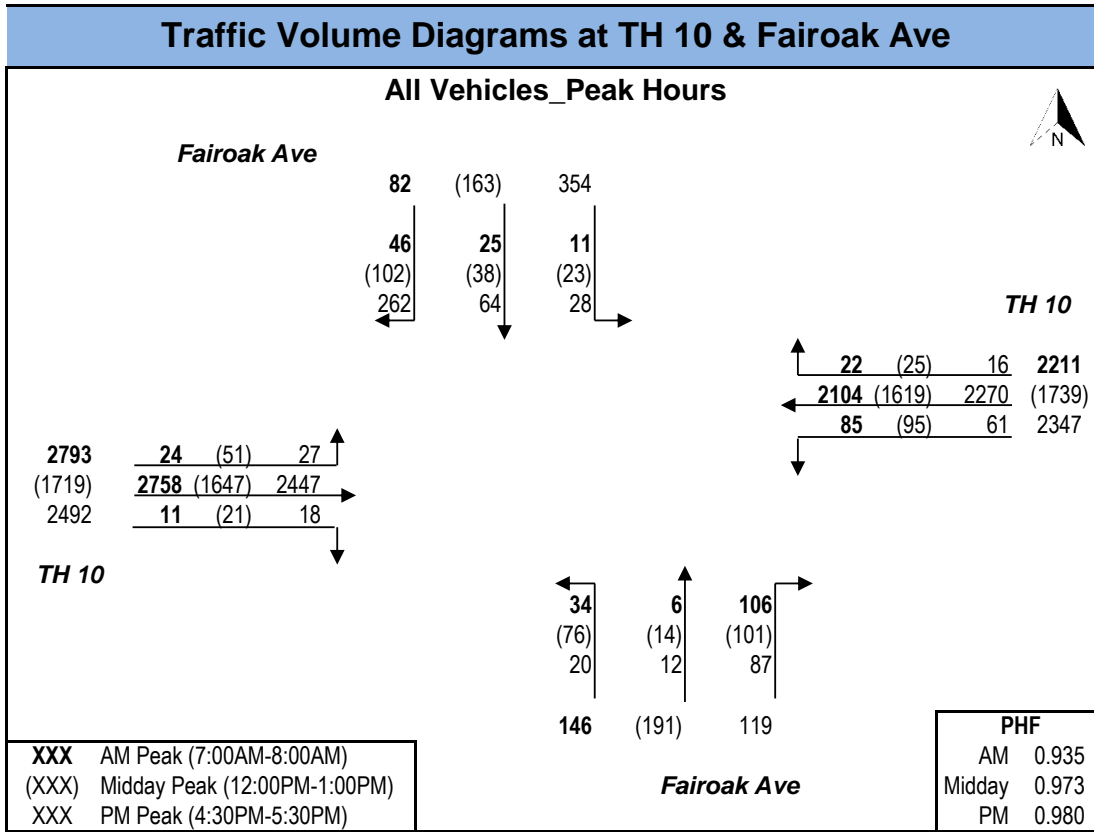 Traffic Volume Diagrams at TH 10 & Fairoak Ave
All Vehicles_Peak Hours
N
Fairoak Ave
82 (163) 354
46 25 11
(102) (38) (23)
262 64 28
TH 10
22 (25) 16 2211
2104 (1619) 2270 (1739)
85 (95) 61 2347
2793 24 (51) 27
(1719) 2758 (1647) 2447
2492 11 (21) 18
TH 10
34 6 106
(76) (14) (101)
20 12 87
146 (191) 119
Fairoak Ave
XXX AM Peak (7:00AM-8:00AM)
(XXX) Midday Peak (12:00PM-1:00PM)
XXX PM Peak (4:30PM-5:30PM)
PHF
AM 0.935
Midday 0.973
PM 0.980